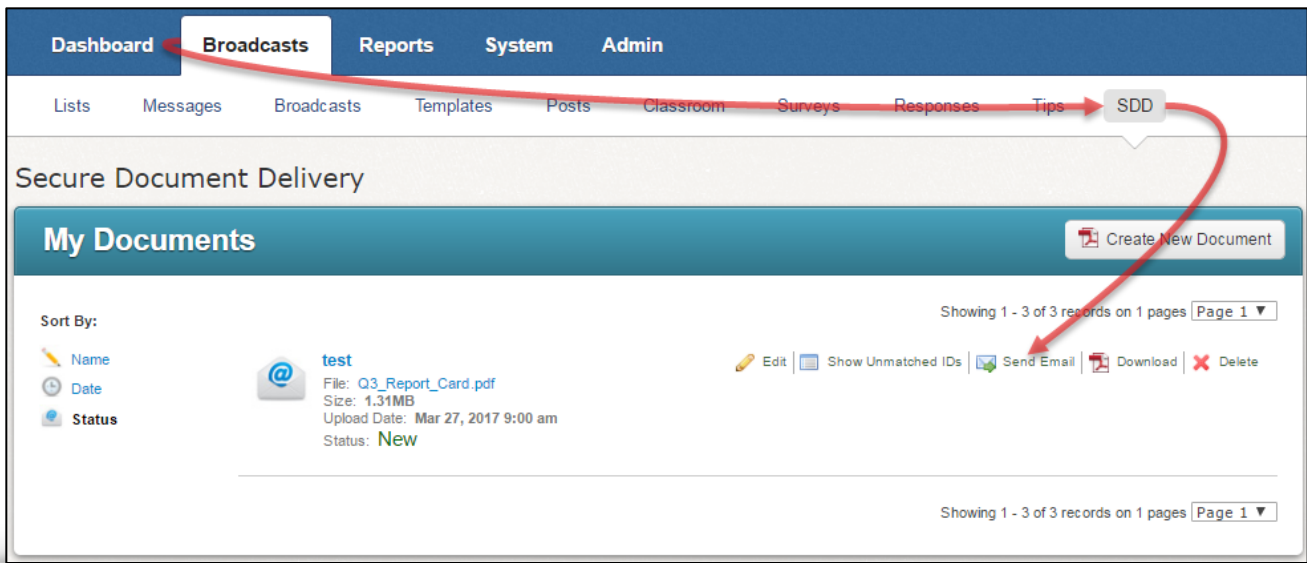 Dashboard Broadcasts Reports System Admin
Lists Messages Broadcasts Templates Posts Classroom Surveys Responses Tips SDD
Secure Document Delivery
My Documents
Create New Document
Showing 1 - 3 of 3 records on 1 pages Page 1 ▼
Sort By:
Name
Date
Status
test
File: Q3_Report_Card.pdf
Size: 1.31MB
Upload Date: Mar 27, 2017 9:00 am
Status: New
Edit Show Unmatched IDs Send Email Download Delete
Showing 1 - 3 of 3 records on 1 pages Page 1 ▼